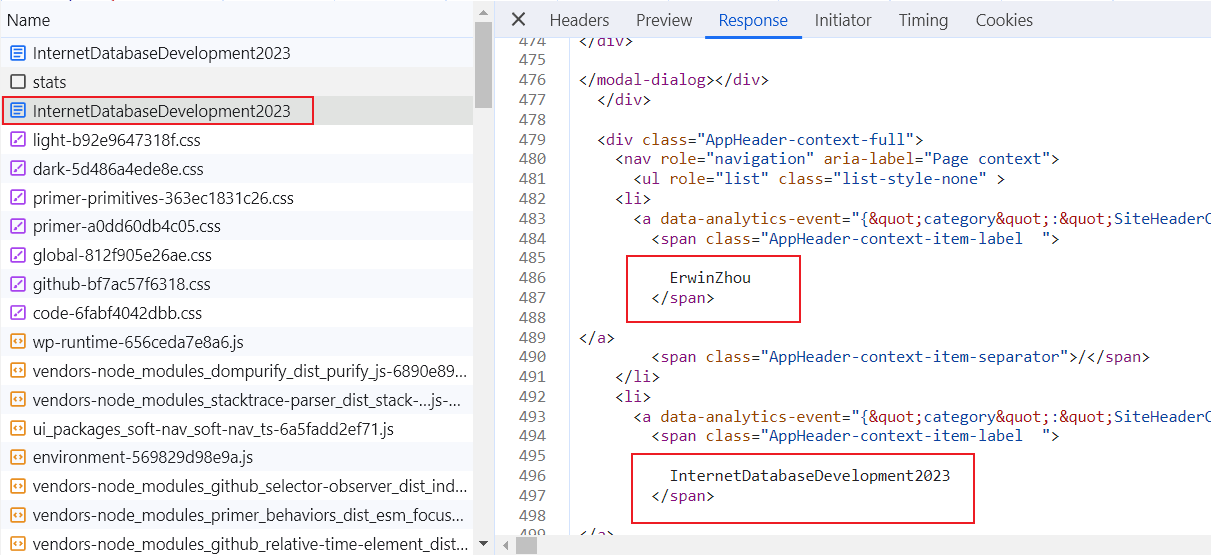 Name
InternetDatabaseDevelopment2023
stats
InternetDatabaseDevelopment2023
light-b92e9647318f.css
dark-5d486a4ede8e.css
primer-primitives-363ec1831c26.css
primer-a0dd60db4c05.css
global-812f905e26ae.css
github-bf7ac57f6318.css
code-6fabf4042dbb.css
wp-runtime-656ceda7e8a6.js
vendors-node_modules_dompurify_dist_purify_js-6890e89...
vendors-node_modules_stacktrace-parser_dist_stack-...js-...
ui_packages_soft-nav_soft-nav_ts-6a5fadd2ef71.js
environment-569829d98e9a.js
vendors-node_modules_github_selector-observer_dist_ind...
vendors-node_modules_primer_behaviors_dist_esm_focus...
vendors-node_modules_github_relative-time-element_dist...
Headers Preview Response Initiator Timing Cookies
474 </div>
475
476 </modal-dialog></div>
477 </div>
478
479 <div class="AppHeader-context-full">
480 <nav role="navigation" aria-label="Page context">
481 <ul role="list" class="list-style-none" >
482 <li>
483 <a data-analytics-event="{&quot;category&quot;:&quot;SiteHeaderC
484 <span class="AppHeader-context-item-label  ">
485
486 ErwinZhou
487 </span>
488
489 </a>
490 <span class="AppHeader-context-item-separator">/</span>
491 </li>
492 <li>
493 <a data-analytics-event="{&quot;category&quot;:&quot;SiteHeaderC
494 <span class="AppHeader-context-item-label  ">
495
496 InternetDatabaseDevelopment2023
497 </span>
498
499 </a>